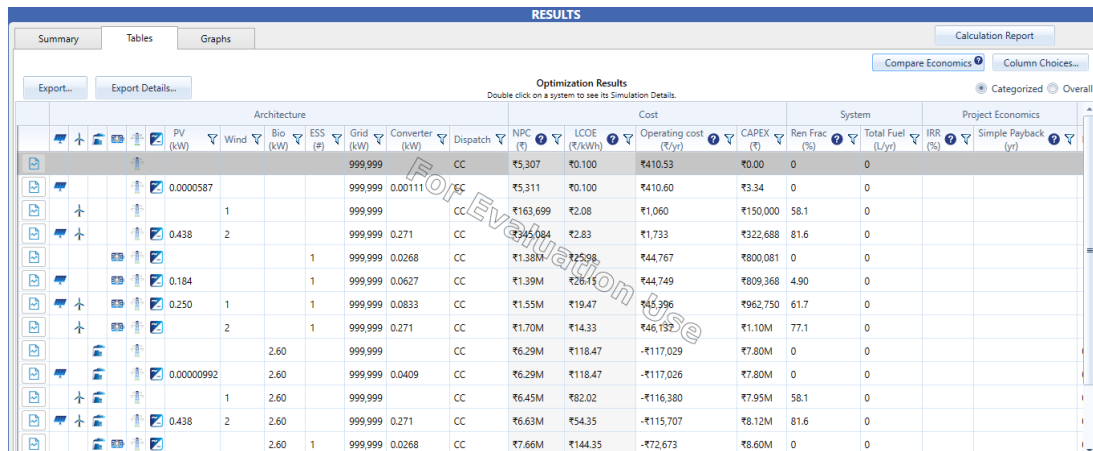 RESULTS
Summary Tables Graphs Calculation Report
Compare Economics ? Column Choices...
Export... Export Details... Optimization Results Categorized Overall
Double click on a system to see its Simulation Details.
Architecture Cost System Project Economics
PV (kW) Wind Bio (kW) ESS (#) Grid (kW) Converter (kW) Dispatch NPC (₹) ? LCOE (₹/kWh) ? Operating cost (₹/yr) ? CAPEX (₹) Ren Frac (%) ? Total Fuel (L/yr) IRR (%) ? Simple Payback (yr) ?
999,999 CC ₹5,307 ₹0.100 ₹410.53 ₹0.00 0 0
0.0000587 999,999 0.00111 CC ₹5,311 ₹0.100 ₹410.60 ₹3.34 0 0
1 999,999 CC ₹163,699 ₹2.08 ₹1,060 ₹150,000 58.1 0
0.438 2 999,999 0.271 CC ₹345,084 ₹2.83 ₹1,733 ₹322,688 81.6 0
1 999,999 0.0268 CC ₹1.38M ₹25.98 ₹44,767 ₹800,081 0 0
0.184 1 999,999 0.0627 CC ₹1.39M ₹26.15 ₹44,749 ₹809,368 4.90 0
0.250 1 1 999,999 0.0833 CC ₹1.55M ₹19.47 ₹45,396 ₹962,750 61.7 0
2 1 999,999 0.271 CC ₹1.70M ₹14.33 ₹46,137 ₹1.10M 77.1 0
2.60 999,999 CC ₹6.29M ₹118.47 -₹117,029 ₹7.80M 0 0
0.00000992 2.60 999,999 0.0409 CC ₹6.29M ₹118.47 -₹117,026 ₹7.80M 0 0
1 2.60 999,999 CC ₹6.45M ₹82.02 -₹116,380 ₹7.95M 58.1 0
0.438 2 2.60 999,999 0.271 CC ₹6.63M ₹54.35 -₹115,707 ₹8.12M 81.6 0
2.60 1 999,999 0.0268 CC ₹7.66M ₹144.35 -₹72,673 ₹8.60M 0 0
For Evaluation Use